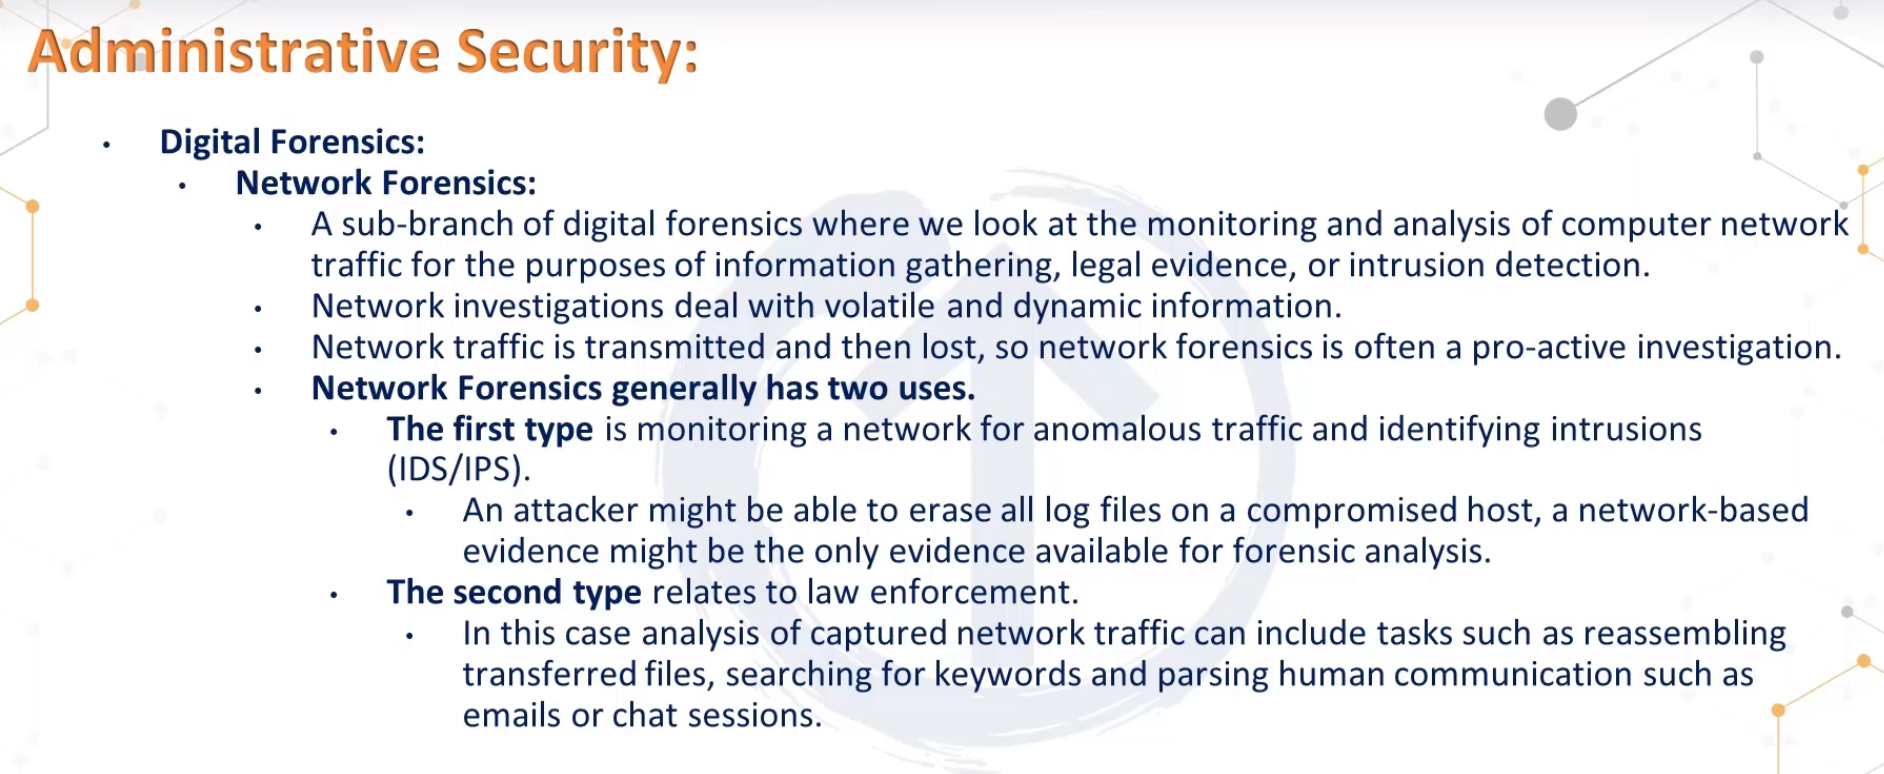 Administrative Security:
• Digital Forensics:
• Network Forensics:
• A sub-branch of digital forensics where we look at the monitoring and analysis of computer network
traffic for the purposes of information gathering, legal evidence, or intrusion detection.
• Network investigations deal with volatile and dynamic information.
• Network traffic is transmitted and then lost, so network forensics is often a pro-active investigation.
• Network Forensics generally has two uses.
• The first type is monitoring a network for anomalous traffic and identifying intrusions
(IDS/IPS).
• An attacker might be able to erase all log files on a compromised host, a network-based
evidence might be the only evidence available for forensic analysis.
• The second type relates to law enforcement.
• In this case analysis of captured network traffic can include tasks such as reassembling
transferred files, searching for keywords and parsing human communication such as
emails or chat sessions.